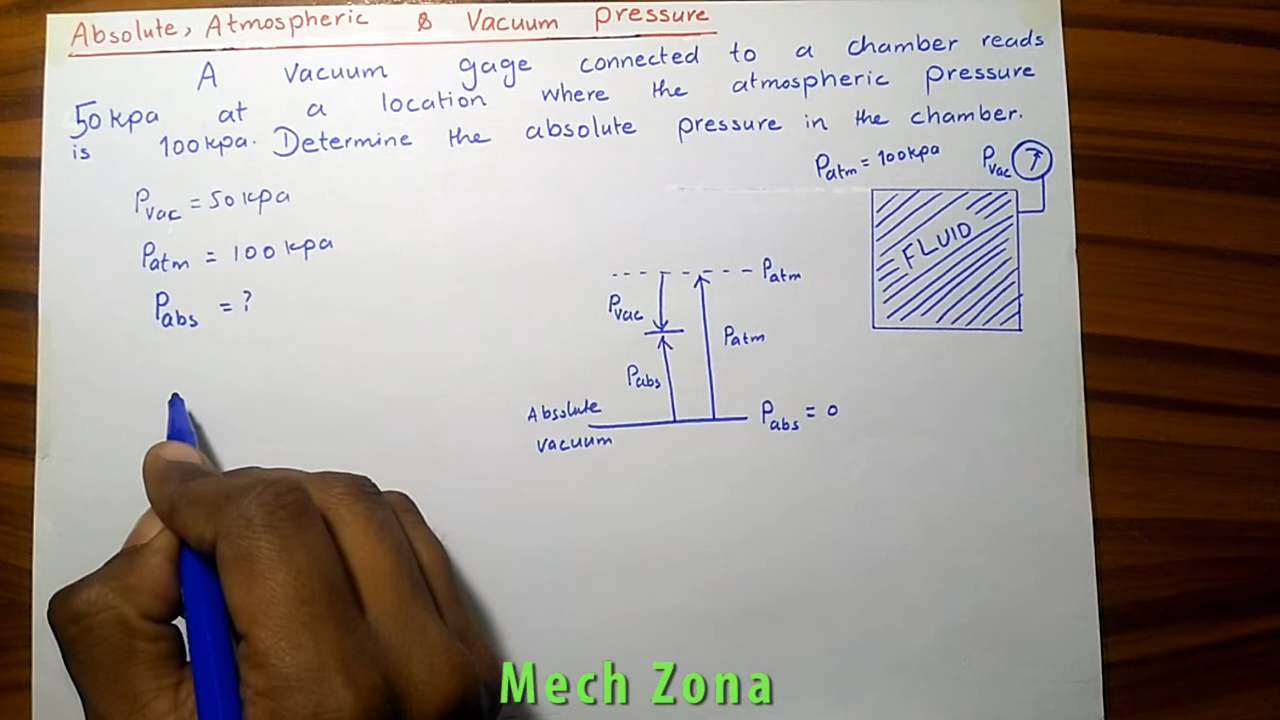 Absolute, Atmospheric & Vacuum pressure
A vacuum gage connected to a chamber reads
50kpa at a location where the atmospheric pressure
is 100kpa. Determine the absolute pressure in the chamber.
Patm = 100kpa Pvac
Pvac = 50kpa
Patm = 100kpa
Pabs = ?
FLUID
Patm
Pvac
Patm
Pabs
Absolute
vacuum
Pabs = 0
Mech Zona